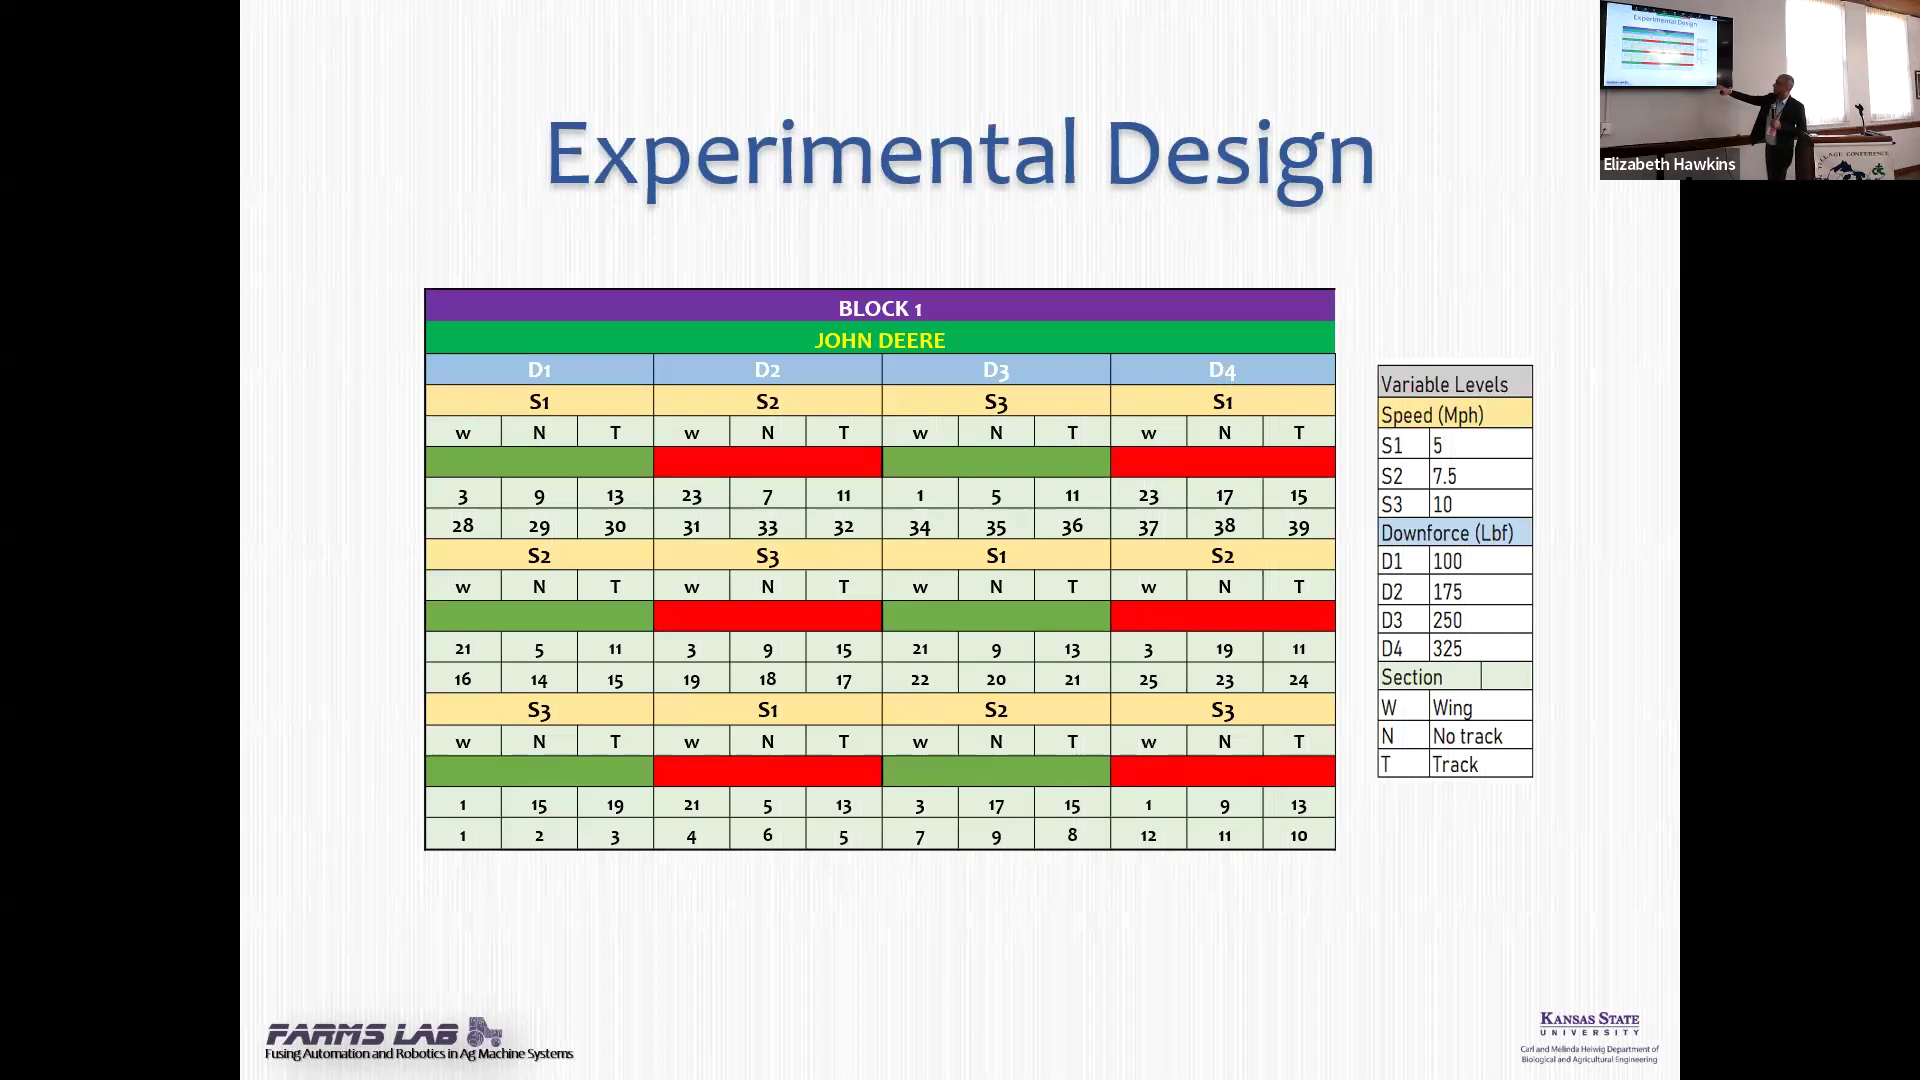 Experimental Design
Elizabeth Hawkins
BLOCK 1
JOHN DEERE
D1 D2 D3 D4
S1 S2 S3 S1
w N T w N T w N T w N T
3 9 13 23 7 11 1 5 11 23 17 15
28 29 30 31 33 32 34 35 36 37 38 39
S2 S3 S1 S2
w N T w N T w N T w N T
21 5 11 3 9 15 21 9 13 3 19 11
16 14 15 19 18 17 22 20 21 25 23 24
S3 S1 S2 S3
w N T w N T w N T w N T
1 15 19 21 5 13 3 17 15 1 9 13
1 2 3 4 6 5 7 9 8 12 11 10
Variable Levels
Speed (Mph)
S1 5
S2 7.5
S3 10
Downforce (Lbf)
D1 100
D2 175
D3 250
D4 325
Section
W Wing
N No track
T Track
FARMS LAB
Fusing Automation and Robotics in Ag Machine Systems
KANSAS STATE
UNIVERSITY
Carl and Melinda Helwig Department of
Biological and Agricultural Engineering
Experimental Design
TILLAGE CONFERENCE